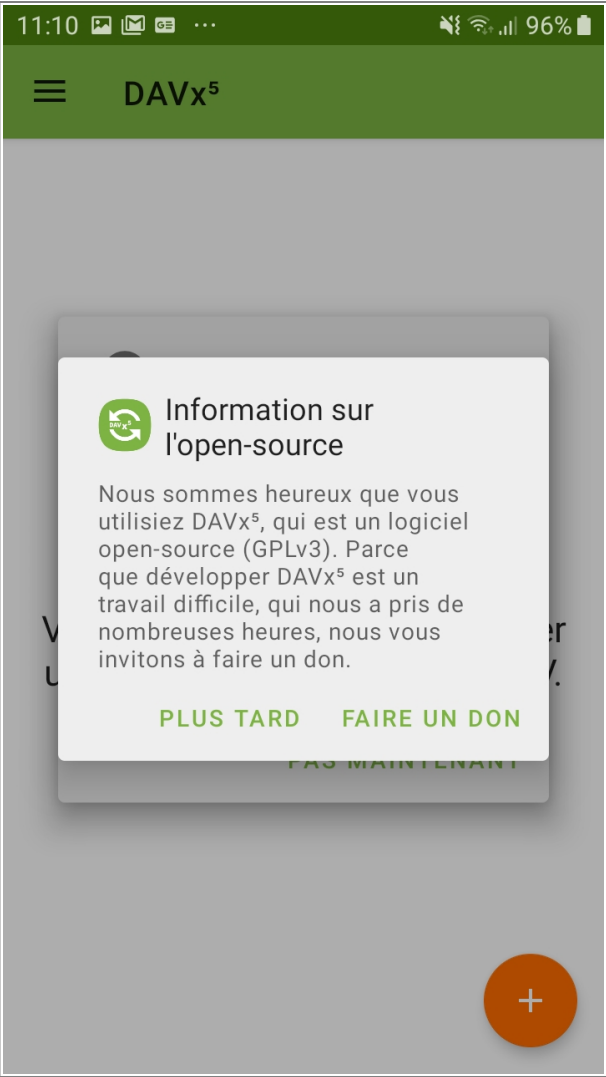 11:10
96%
DAVx⁵
Information sur
l'open-source
Nous sommes heureux que vous
utilisiez DAVx⁵, qui est un logiciel
open-source (GPLv3). Parce
que développer DAVx⁵ est un
travail difficile, qui nous a pris de
nombreuses heures, nous vous
invitons à faire un don.
PLUS TARD FAIRE UN DON
PAS MAINTENANT